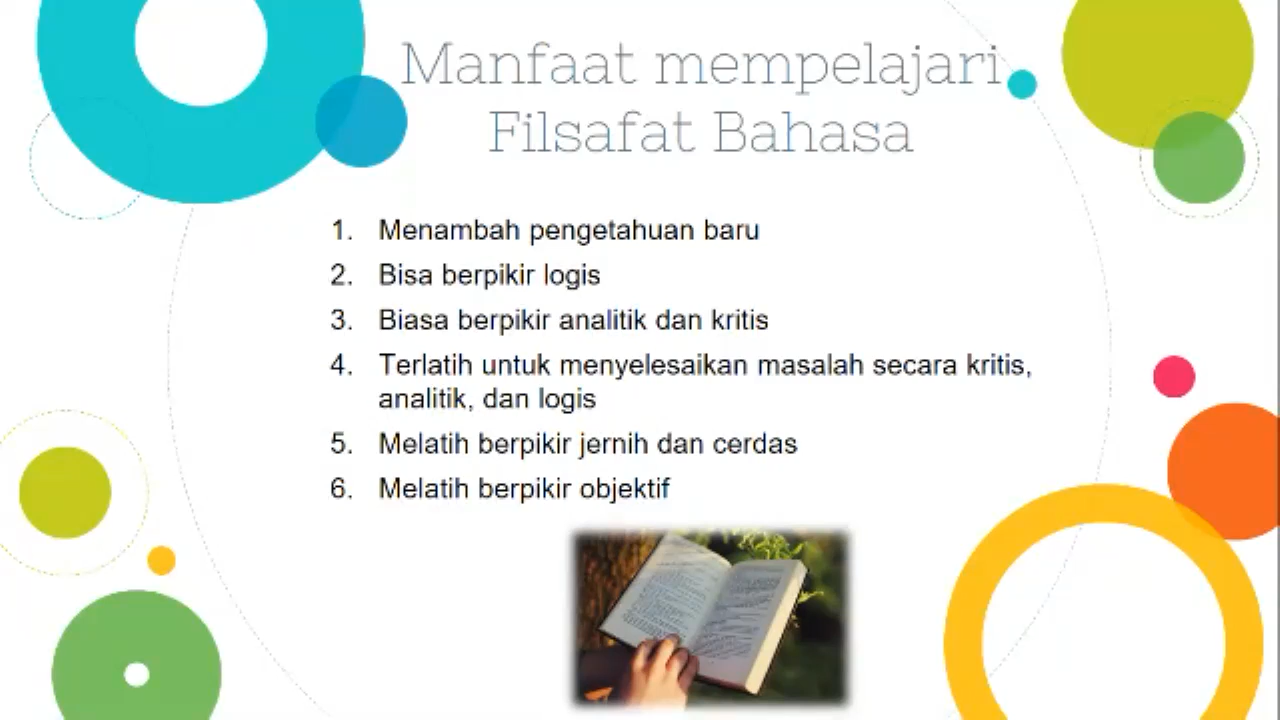 Manfaat mempelajari
Filsafat Bahasa
1. Menambah pengetahuan baru
2. Bisa berpikir logis
3. Biasa berpikir analitik dan kritis
4. Terlatih untuk menyelesaikan masalah secara kritis,
analitik, dan logis
5. Melatih berpikir jernih dan cerdas
6. Melatih berpikir objektif